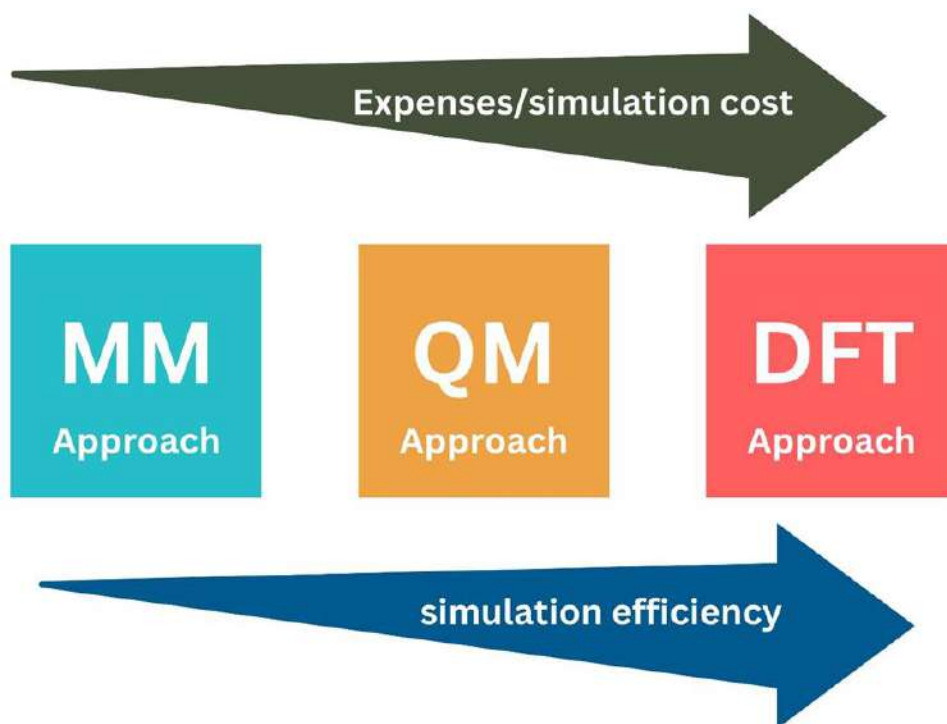 Expenses/simulation cost
MM
Approach
QM
Approach
DFT
Approach
simulation efficiency